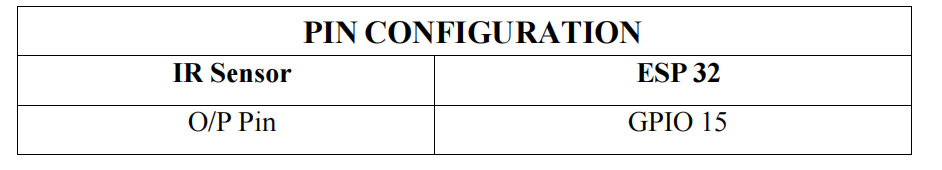 PIN CONFIGURATION
IR Sensor ESP 32
O/P Pin GPIO 15